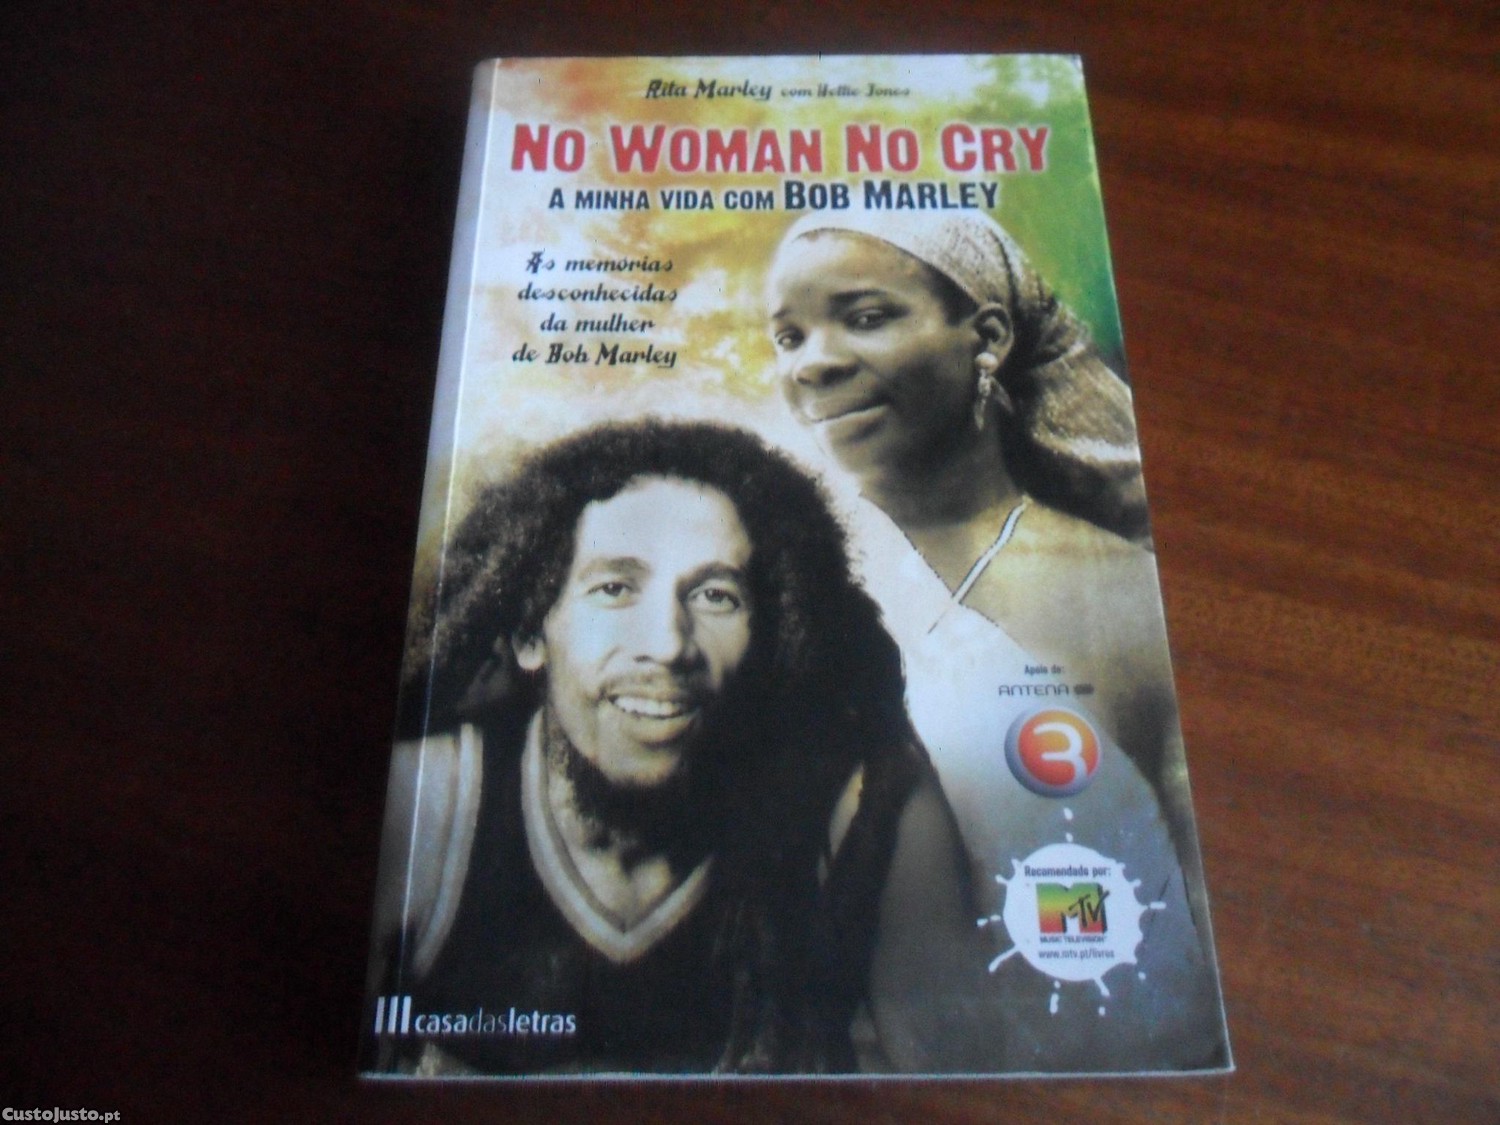 Rita Marley com Hettie Jones
NO WOMAN NO CRY
A MINHA VIDA COM BOB MARLEY
As memórias
desconhecidas
da mulher
de Bob Marley
Apoio de:
ANTENA
3
Recomendado por:
MTV
MUSIC TELEVISION
www.mtv.pt/livros
casadasletras
CustoJusto.pt